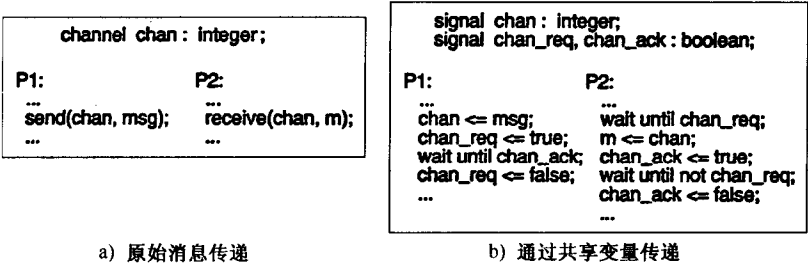 channel chan : integer;
P1: P2:
... ...
send(chan, msg); receive(chan, m);
... ...
a) 原始消息传递
signal chan : integer;
signal chan_req, chan_ack : boolean;
P1: P2:
... ...
chan <= msg; wait until chan_req;
chan_req <= true; m <= chan;
wait until chan_ack; chan_ack <= true;
chan_req <= false; wait until not chan_req;
... chan_ack <= false;
...
b) 通过共享变量传递